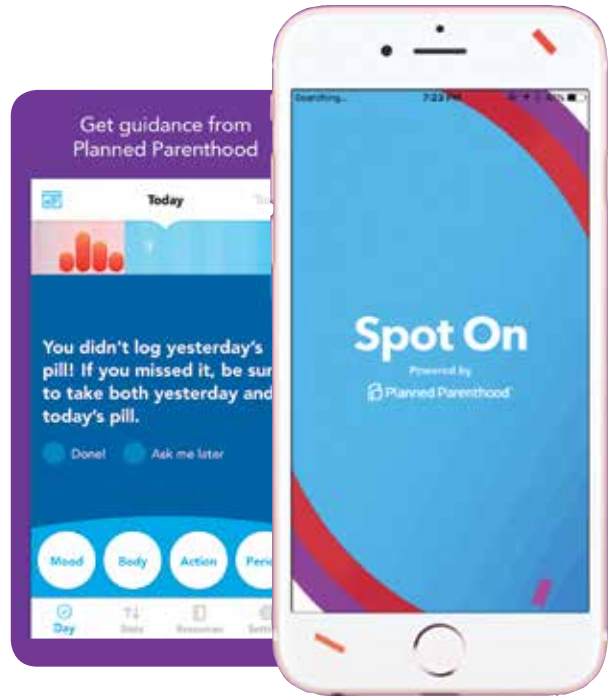 Get guidance from
Planned Parenthood
Today
You didn't log yesterday's
pill! If you missed it, be sur
to take both yesterday and
today's pill.
Done!
Ask me later
Mood
Body
Action
Perio
Day
Stats
Resources
Searching...
7:23 PM
Spot On
Powered by
Planned Parenthood